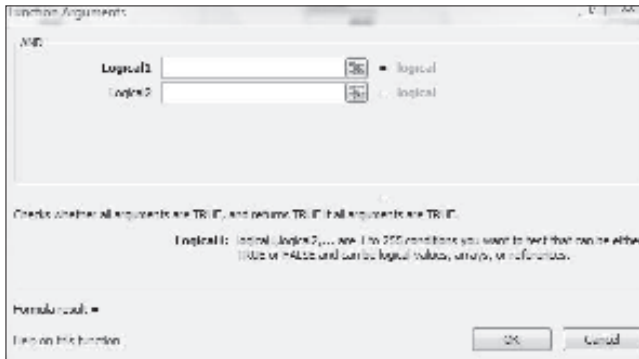 Function Arguments
AND
Logical1 = logical
Logical2 = logical
Checks whether all arguments are TRUE, and returns TRUE if all arguments are TRUE.
Logical1: logical1,logical2,... are 1 to 255 conditions you want to test that can be either
TRUE or FALSE and can be logical values, arrays, or references.
Formula result =
Help on this function OK Cancel